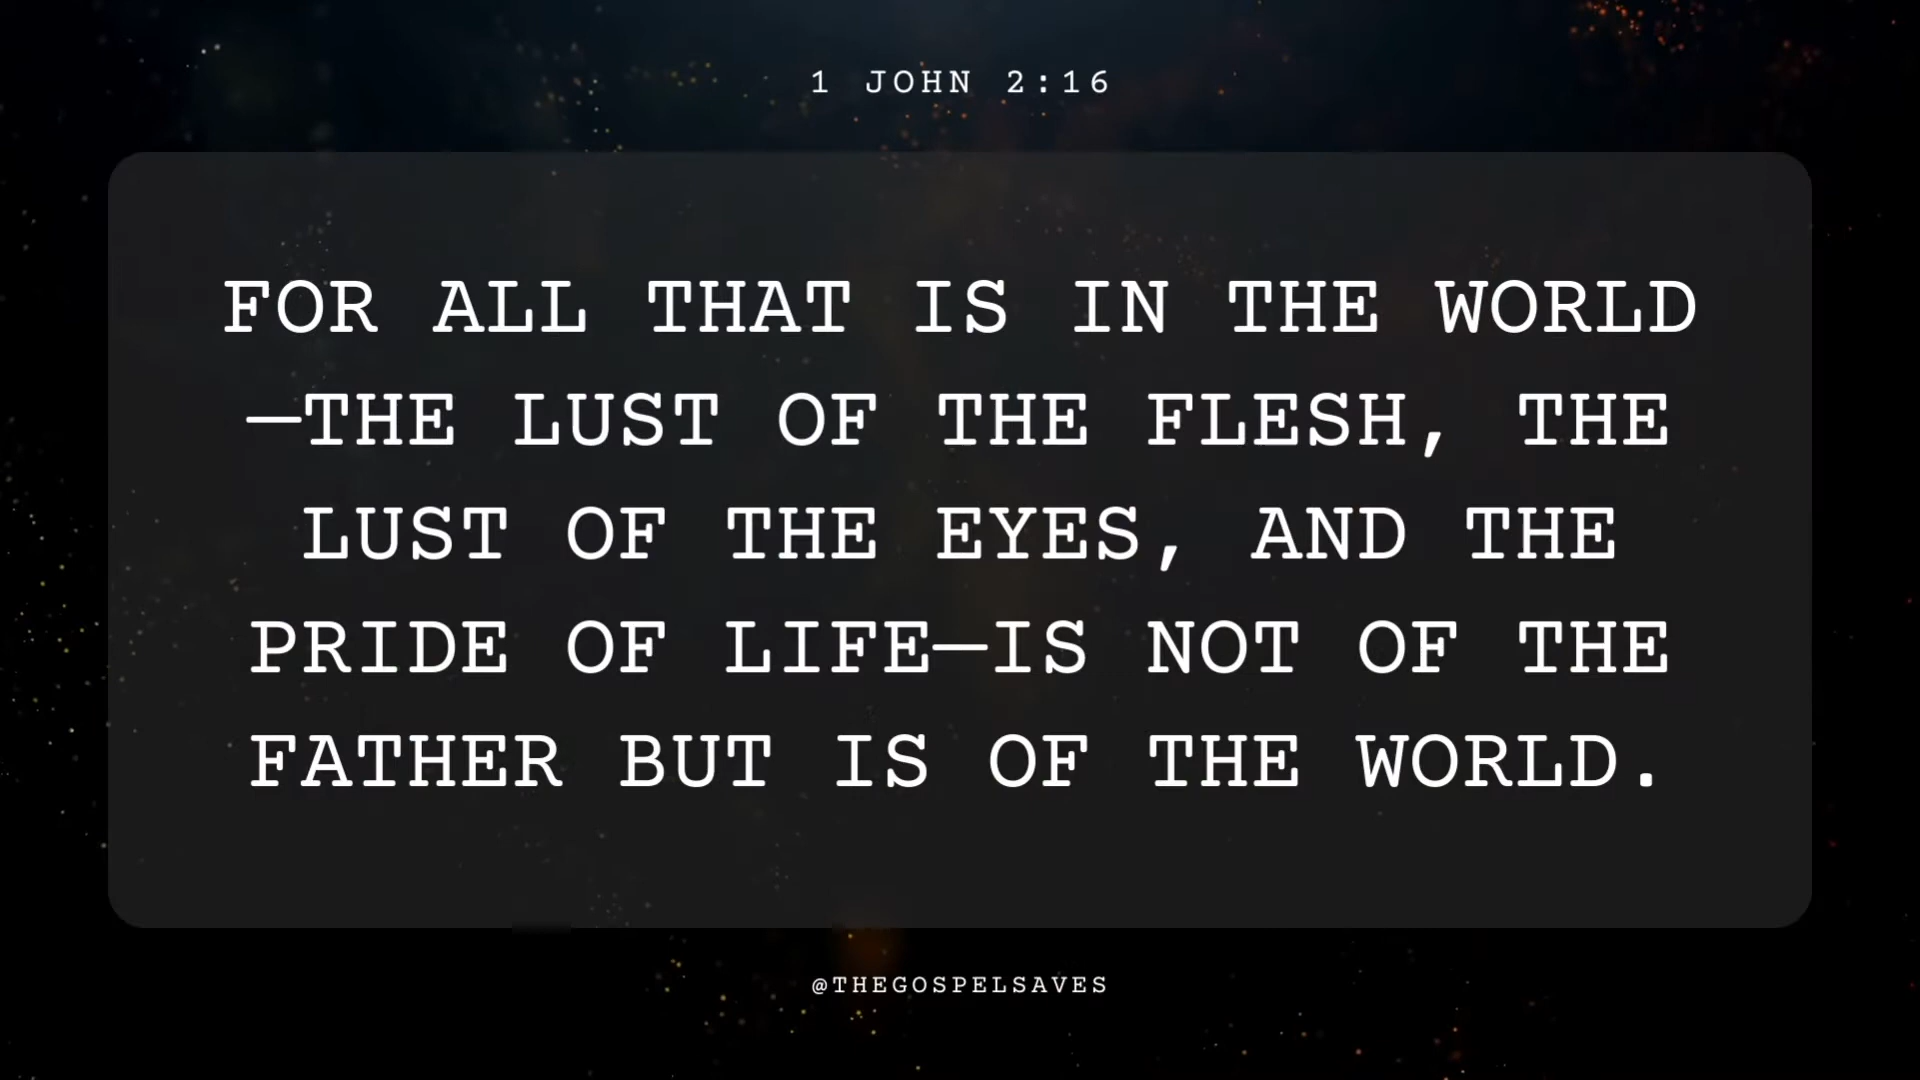 1 JOHN 2:16
FOR ALL THAT IS IN THE WORLD
—THE LUST OF THE FLESH, THE
LUST OF THE EYES, AND THE
PRIDE OF LIFE—IS NOT OF THE
FATHER BUT IS OF THE WORLD.
@THEGOSPELSAVES